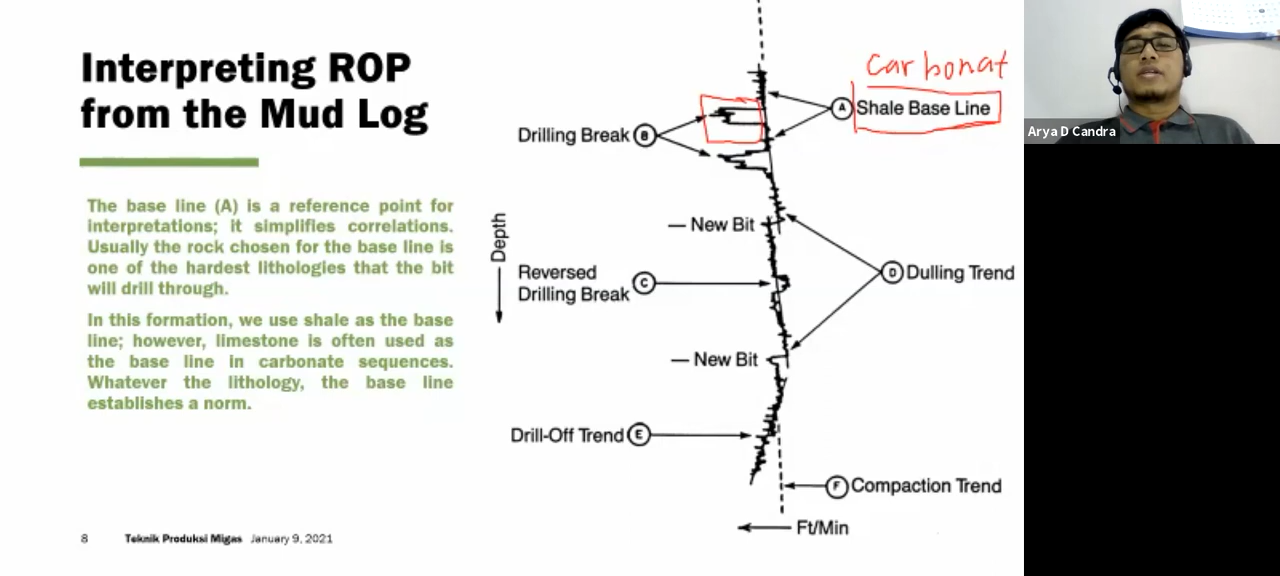 Interpreting ROP
from the Mud Log
The base line (A) is a reference point for
interpretations; it simplifies correlations.
Usually the rock chosen for the base line is
one of the hardest lithologies that the bit
will drill through.
In this formation, we use shale as the base
line; however, limestone is often used as
the base line in carbonate sequences.
Whatever the lithology, the base line
establishes a norm.
8 Teknik Produksi Migas January 9, 2021
carbonat
A Shale Base Line
Drilling Break B
Depth
— New Bit
Reversed
Drilling Break C
D Dulling Trend
— New Bit
Drill-Off Trend E
F Compaction Trend
Ft/Min
Arya D Candra